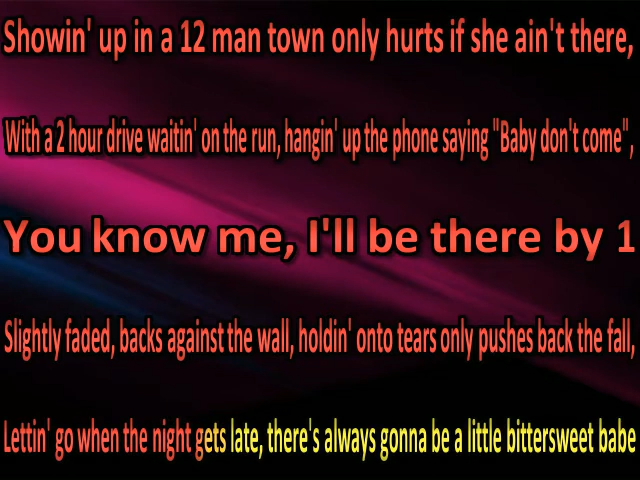 Showin' up in a 12 man town only hurts if she ain't there,
With a 2 hour drive waitin' on the run, hangin' up the phone saying "Baby don't come",
You know me, I'll be there by 1
Slightly faded, backs against the wall, holdin' onto tears only pushes back the fall,
Lettin' go when the night gets late, there's always gonna be a little bittersweet babe